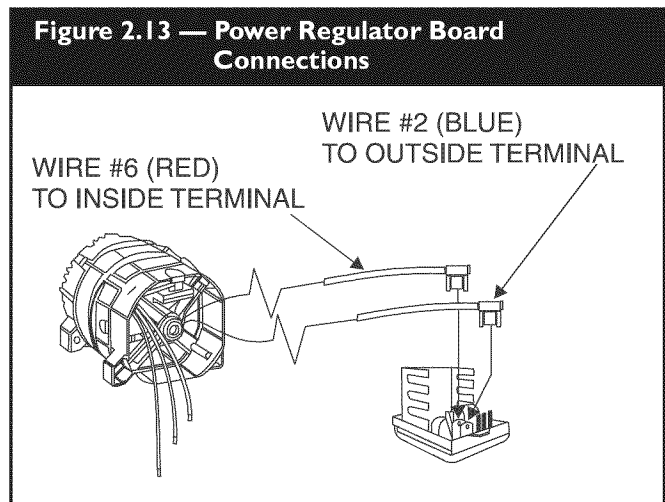 Figure 2.13 — Power Regulator Board
Connections
WIRE #2 (BLUE)
TO OUTSIDE TERMINAL
WIRE #6 (RED)
TO INSIDE TERMINAL